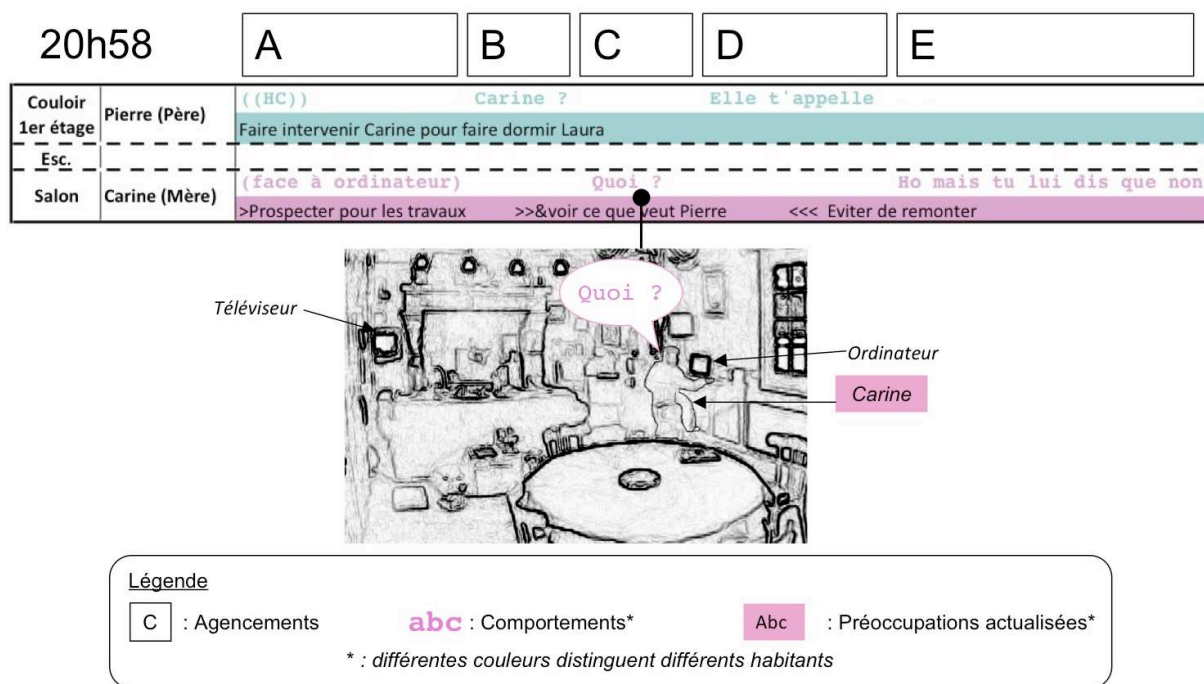 20h58 A B C D E
Couloir 1er étage Pierre (Père) ((HC)) Carine ? Elle t'appelle
Faire intervenir Carine pour faire dormir Laura
Esc.
Salon Carine (Mère) (face à ordinateur) Quoi ? Ho mais tu lui dis que non
>Prospecter pour les travaux >>&voir ce que veut Pierre <<< Eviter de remonter
Quoi ?
Téléviseur
Ordinateur
Carine
Légende
C : Agencements abc : Comportements* Abc : Préoccupations actualisées*
* : différentes couleurs distinguent différents habitants